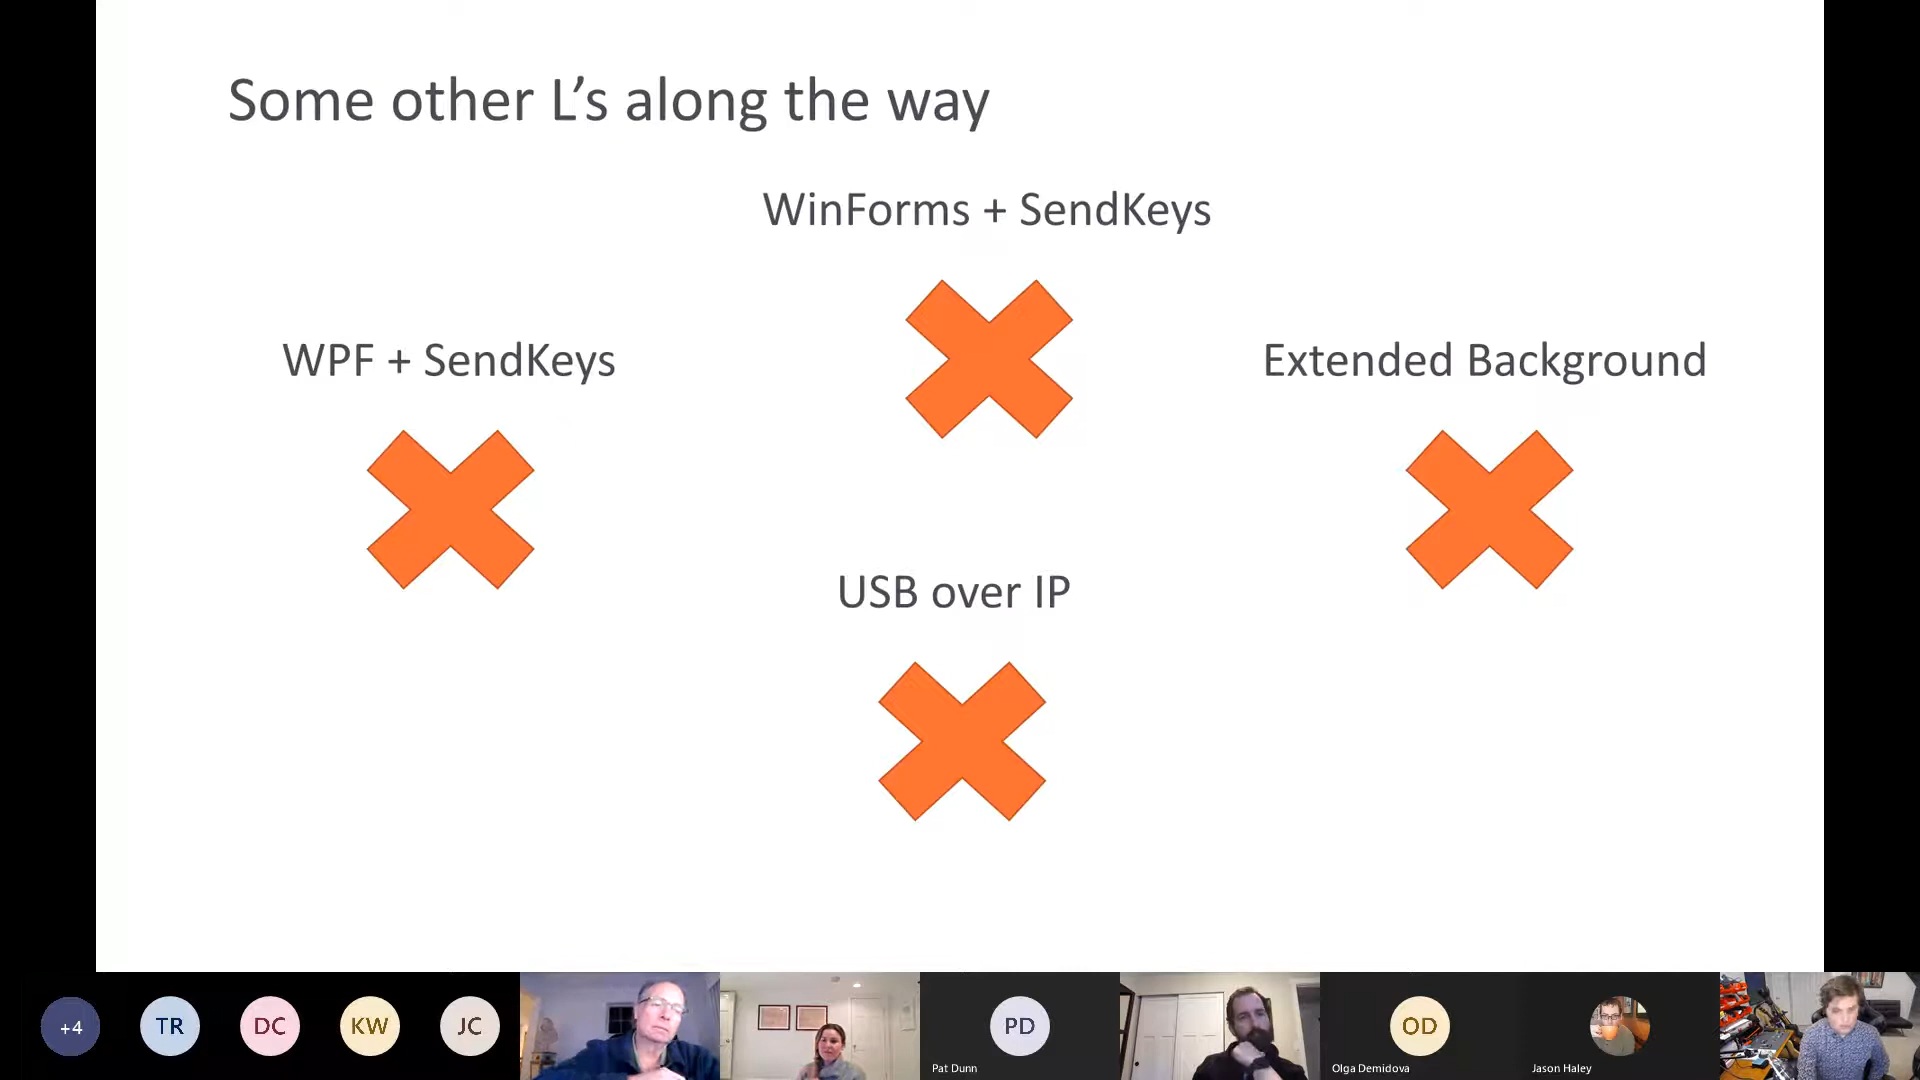 Some other L’s along the way
WinForms + SendKeys
WPF + SendKeys
Extended Background
USB over IP
+4
TR
DC
KW
JC
PD
Pat Dunn
OD
Olga Demidova
Jason Haley